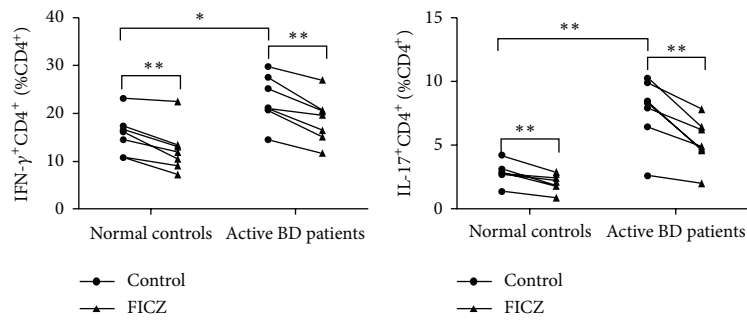 40
30
20
10
0
IFN-γ⁺CD4⁺ (%CD4⁺)
*
**
**
Normal controls
Active BD patients
Control
FICZ
15
10
5
0
IL-17⁺CD4⁺ (%CD4⁺)
**
**
**
Normal controls
Active BD patients
Control
FICZ